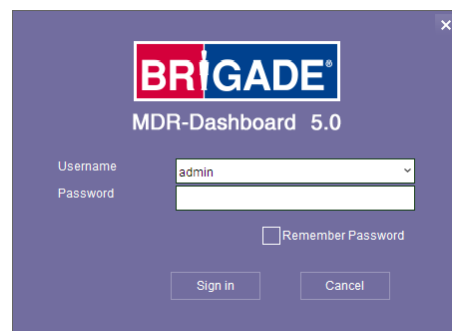 BRIGADE®
MDR-Dashboard 5.0
Username
admin
Password
Remember Password
Sign in Cancel